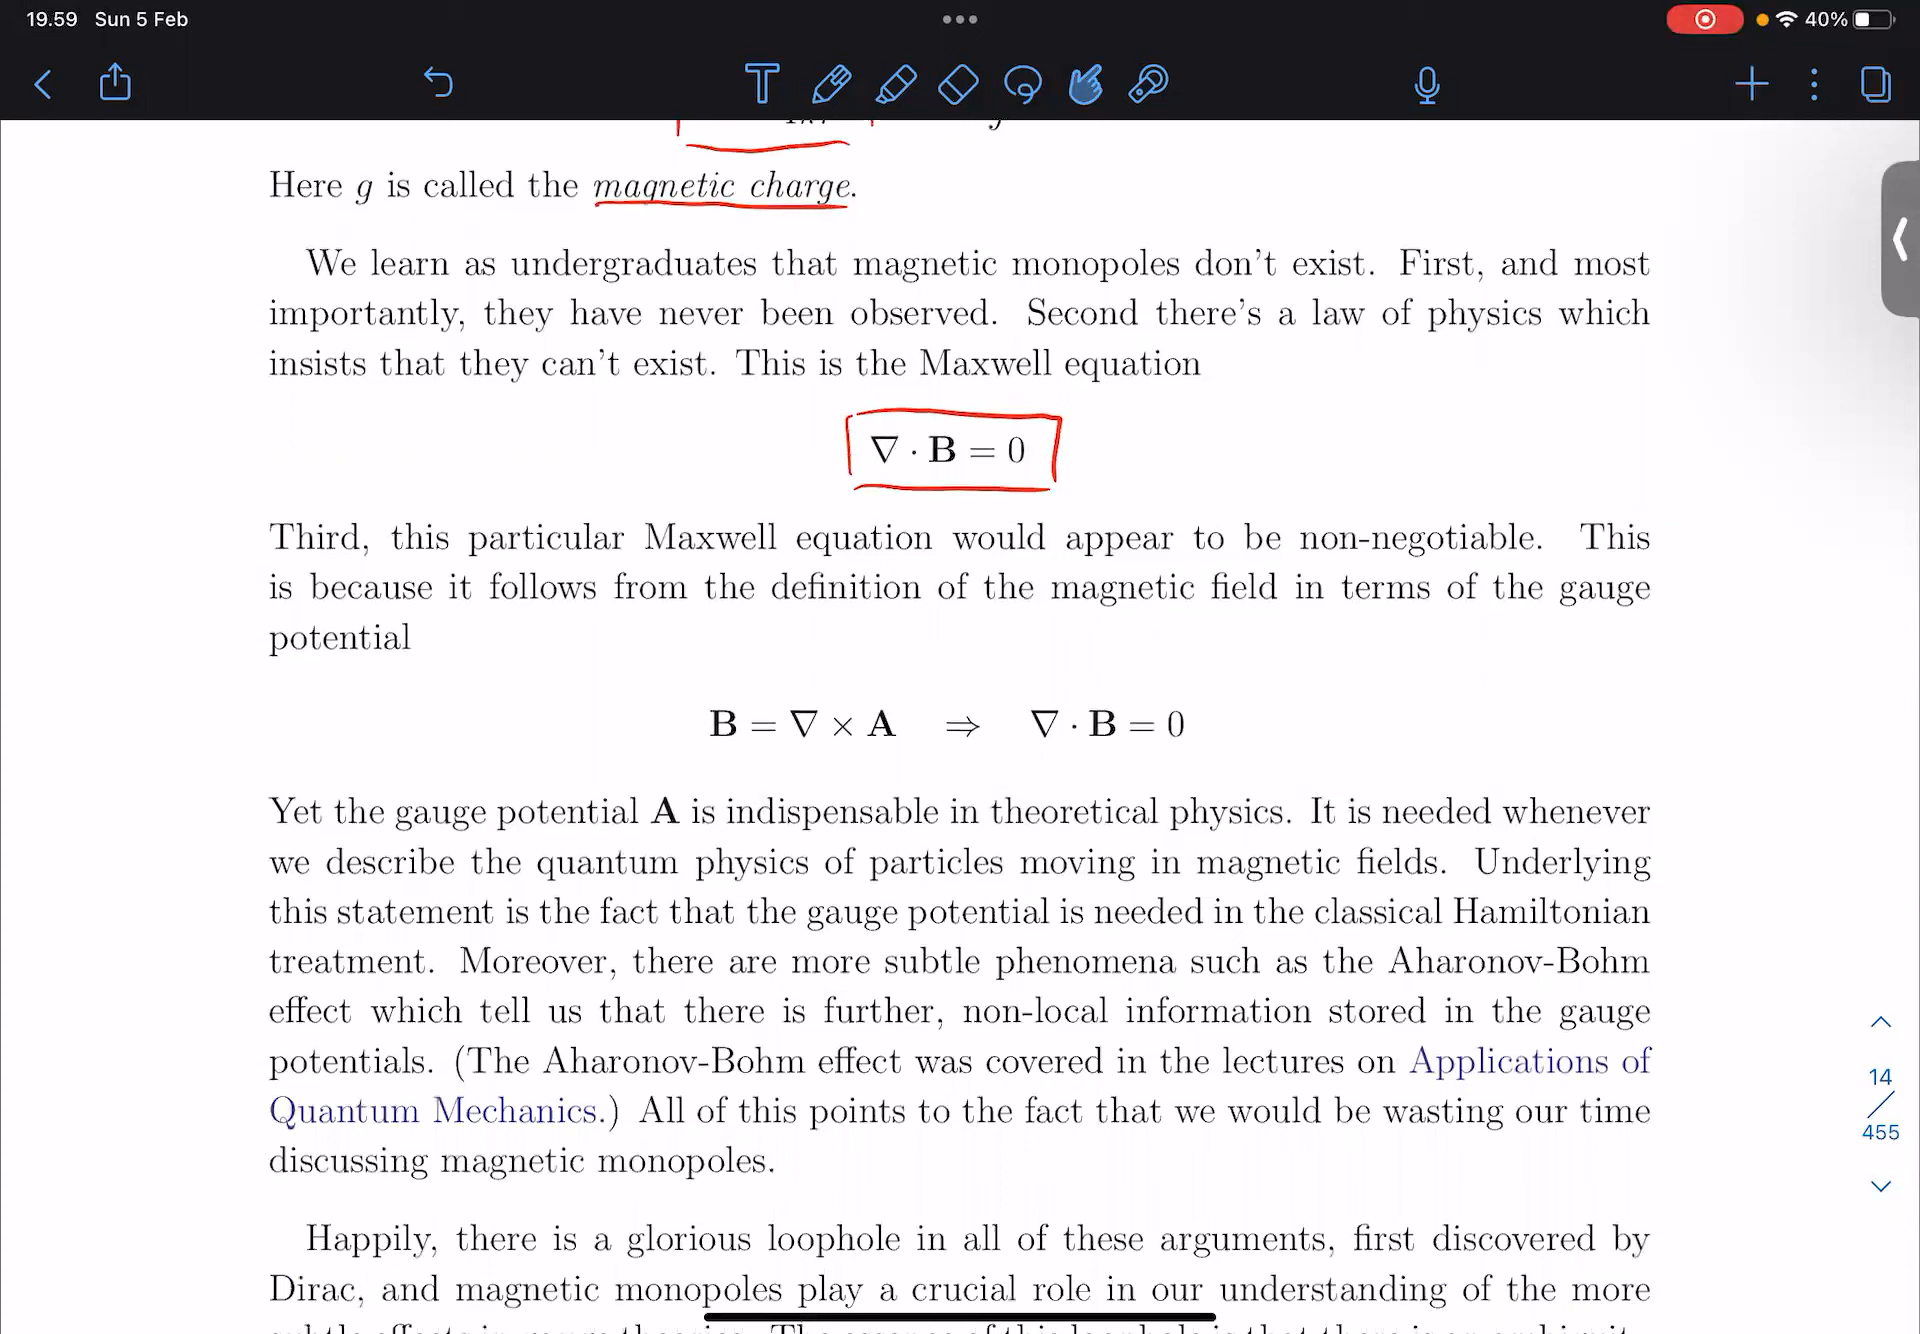 19.59 Sun 5 Feb
40%
Here g is called the magnetic charge.
We learn as undergraduates that magnetic monopoles don't exist. First, and most
importantly, they have never been observed. Second there's a law of physics which
insists that they can't exist. This is the Maxwell equation
∇ · B = 0
Third, this particular Maxwell equation would appear to be non-negotiable. This
is because it follows from the definition of the magnetic field in terms of the gauge
potential
B = ∇ × A ⇒ ∇ · B = 0
Yet the gauge potential A is indispensable in theoretical physics. It is needed whenever
we describe the quantum physics of particles moving in magnetic fields. Underlying
this statement is the fact that the gauge potential is needed in the classical Hamiltonian
treatment. Moreover, there are more subtle phenomena such as the Aharonov-Bohm
effect which tell us that there is further, non-local information stored in the gauge
potentials. (The Aharonov-Bohm effect was covered in the lectures on Applications of
Quantum Mechanics.) All of this points to the fact that we would be wasting our time
discussing magnetic monopoles.
14
/
455
Happily, there is a glorious loophole in all of these arguments, first discovered by
Dirac, and magnetic monopoles play a crucial role in our understanding of the more